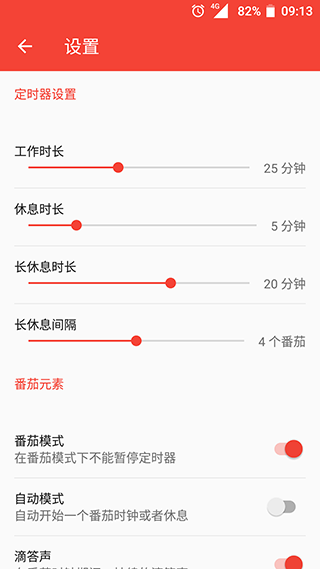 4G 82% 09:13
设置
定时器设置
工作时长
25 分钟
休息时长
5 分钟
长休息时长
20 分钟
长休息间隔
4 个番茄
番茄元素
番茄模式
在番茄模式下不能暂停定时器
自动模式
自动开始一个番茄时钟或者休息
滴答声